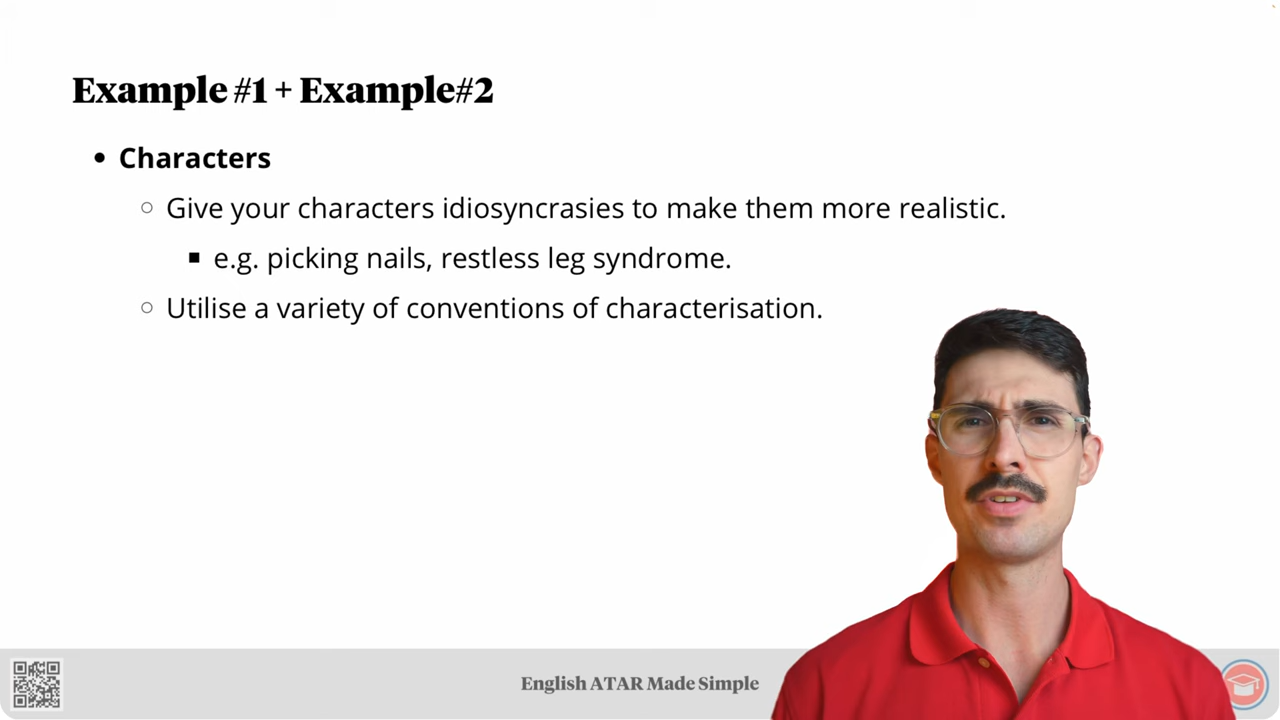 Example #1 + Example#2
• Characters
○ Give your characters idiosyncrasies to make them more realistic.
▪ e.g. picking nails, restless leg syndrome.
○ Utilise a variety of conventions of characterisation.
English ATAR Made Simple